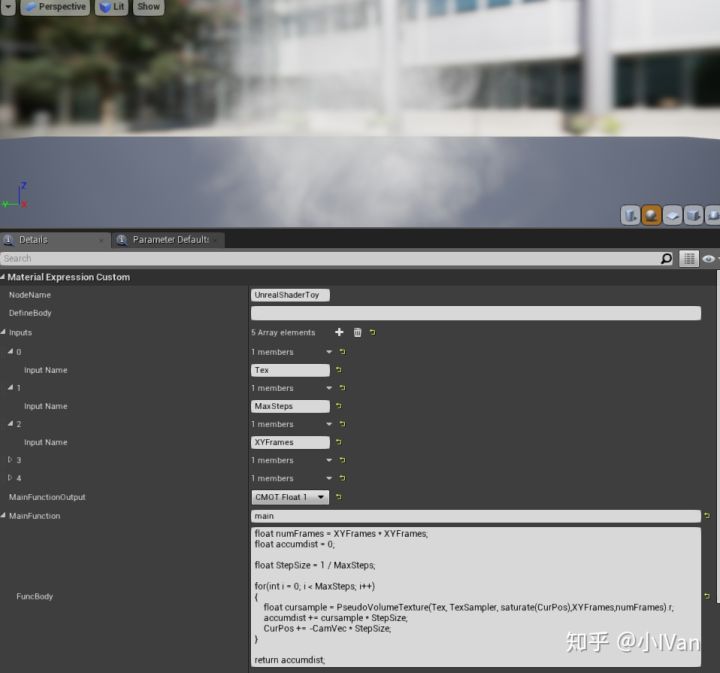 Perspective Lit Show
Z
Y X
Details Parameter Defaults
Search
Material Expression Custom
NodeName UnrealShaderToy
DefineBody
Inputs 5 Array elements
0 1 members
Input Name Tex
1 1 members
Input Name MaxSteps
2 1 members
Input Name XYFrames
3 1 members
4 1 members
MainFunctionOutput CMOT Float 1
MainFunction main
FuncBody
float numFrames = XYFrames * XYFrames;
float accumdist = 0;
float StepSize = 1 / MaxSteps;
for(int i = 0; i < MaxSteps; i++)
{
float cursample = PseudoVolumeTexture(Tex, TexSampler, saturate(CurPos),XYFrames,numFrames).r;
accumdist += cursample * StepSize;
CurPos += -CamVec * StepSize;
}
return accumdist;
知乎 @小IVan